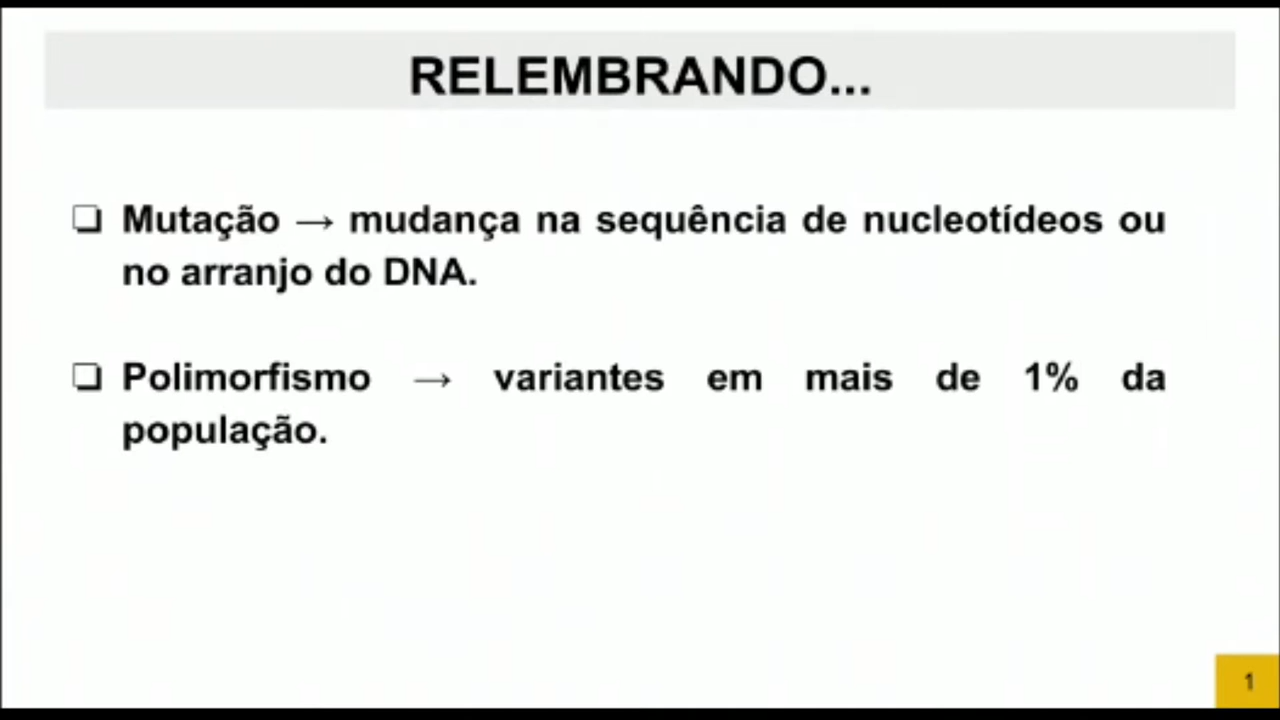 RELEMBRANDO...
❏ Mutação → mudança na sequência de nucleotídeos ou
no arranjo do DNA.
❏ Polimorfismo → variantes em mais de 1% da
população.
1